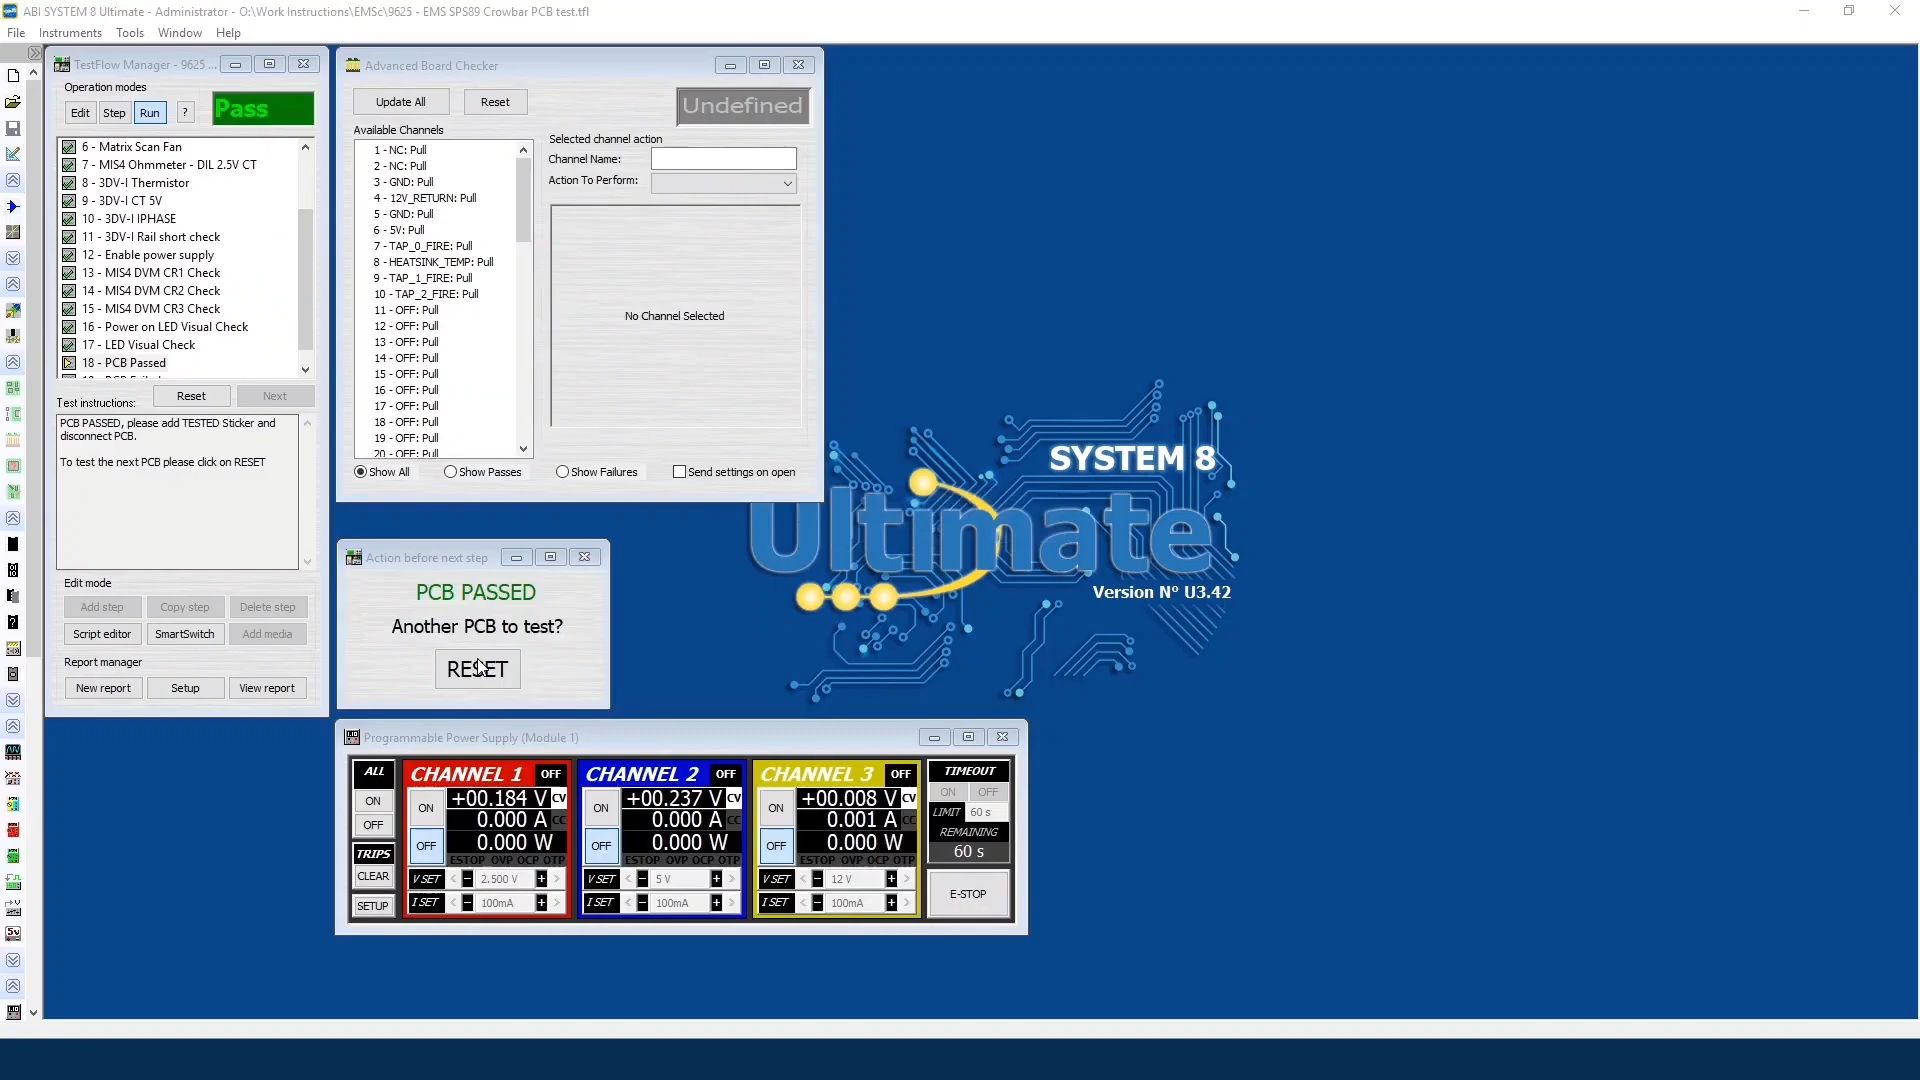 ABI SYSTEM 8 Ultimate - Administrator - O:\Work Instructions\EMSc\9625 - EMS SPS89 Crowbar PCB test.tfl
File Instruments Tools Window Help
TestFlow Manager - 9625 ...
Operation modes
Edit Step Run ? Pass
6 - Matrix Scan Fan
7 - MIS4 Ohmmeter - DIL 2.5V CT
8 - 3DV-I Thermistor
9 - 3DV-I CT 5V
10 - 3DV-I IPHASE
11 - 3DV-I Rail short check
12 - Enable power supply
13 - MIS4 DVM CR1 Check
14 - MIS4 DVM CR2 Check
15 - MIS4 DVM CR3 Check
16 - Power on LED Visual Check
17 - LED Visual Check
18 - PCB Passed
Test instructions: Reset Next
PCB PASSED, please add TESTED Sticker and
disconnect PCB.
To test the next PCB please click on RESET
Edit mode
Add step Copy step Delete step
Script editor SmartSwitch Add media
Report manager
New report Setup View report
Advanced Board Checker
Update All Reset Undefined
Available Channels
1 - NC: Pull
2 - NC: Pull
3 - GND: Pull
4 - 12V_RETURN: Pull
5 - GND: Pull
6 - 5V: Pull
7 - TAP_0_FIRE: Pull
8 - HEATSINK_TEMP: Pull
9 - TAP_1_FIRE: Pull
10 - TAP_2_FIRE: Pull
11 - OFF: Pull
12 - OFF: Pull
13 - OFF: Pull
14 - OFF: Pull
15 - OFF: Pull
16 - OFF: Pull
17 - OFF: Pull
18 - OFF: Pull
19 - OFF: Pull
20 - OFF: Pull
Selected channel action
Channel Name:
Action To Perform:
No Channel Selected
Show All Show Passes Show Failures Send settings on open
SYSTEM 8
Ultimate
Version N° U3.42
Action before next step
PCB PASSED
Another PCB to test?
RESET
Programmable Power Supply (Module 1)
ALL
ON
OFF
TRIPS
CLEAR
SETUP
CHANNEL 1 OFF
ON +00.184 V CV
0.000 A CC
OFF 0.000 W
ESTOP OVP OCP OTP
V SET < - 2.500 V + >
I SET < - 100mA + >
CHANNEL 2 OFF
ON +00.237 V CV
0.000 A CC
OFF 0.000 W
ESTOP OVP OCP OTP
V SET < - 5 V + >
I SET < - 100mA + >
CHANNEL 3 OFF
ON +00.008 V CV
0.001 A CC
OFF 0.000 W
ESTOP OVP OCP OTP
V SET < - 12 V + >
I SET < - 100mA + >
TIMEOUT
ON OFF
LIMIT 60 s
REMAINING
60 s
E-STOP